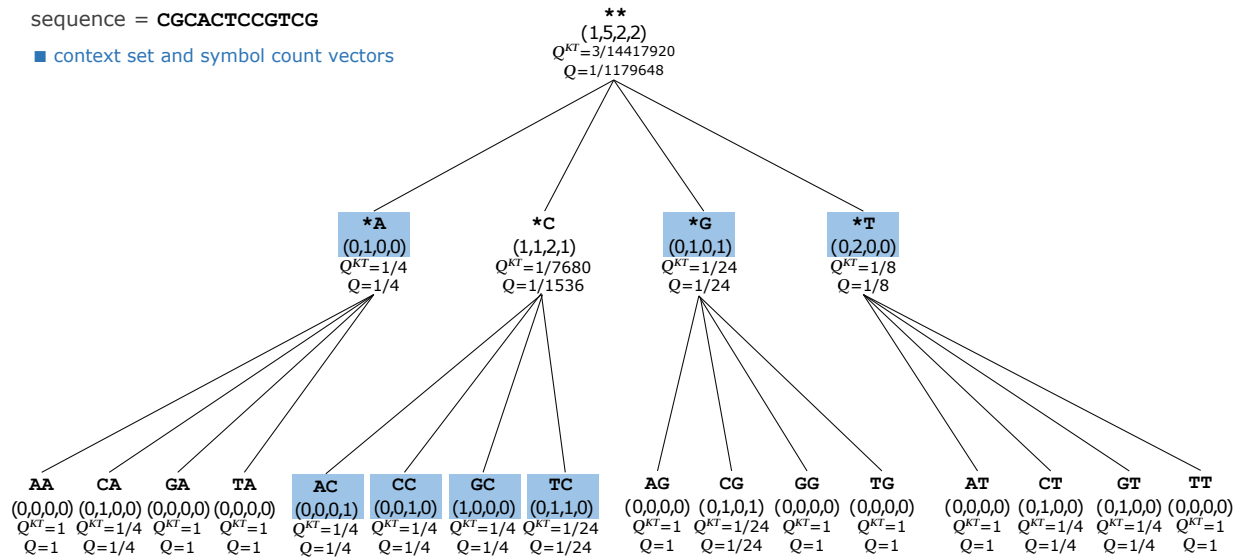 sequence = CGCACTCCGTCG
■ context set and symbol count vectors
**
(1,5,2,2)
Q^KT=3/14417920
Q=1/1179648
*A *C *G *T
(0,1,0,0) (1,1,2,1) (0,1,0,1) (0,2,0,0)
Q^KT=1/4 Q^KT=1/7680 Q^KT=1/24 Q^KT=1/8
Q=1/4 Q=1/1536 Q=1/24 Q=1/8
AA CA GA TA AC CC GC TC AG CG GG TG AT CT GT TT
(0,0,0,0) (0,1,0,0) (0,0,0,0) (0,0,0,0) (0,0,0,1) (0,0,1,0) (1,0,0,0) (0,1,1,0) (0,0,0,0) (0,1,0,1) (0,0,0,0) (0,0,0,0) (0,0,0,0) (0,1,0,0) (0,1,0,0) (0,0,0,0)
Q^KT=1 Q^KT=1/4 Q^KT=1 Q^KT=1 Q^KT=1/4 Q^KT=1/4 Q^KT=1/4 Q^KT=1/24 Q^KT=1 Q^KT=1/24 Q^KT=1 Q^KT=1 Q^KT=1 Q^KT=1/4 Q^KT=1/4 Q^KT=1
Q=1 Q=1/4 Q=1 Q=1 Q=1/4 Q=1/4 Q=1/4 Q=1/24 Q=1 Q=1/24 Q=1 Q=1 Q=1 Q=1/4 Q=1/4 Q=1